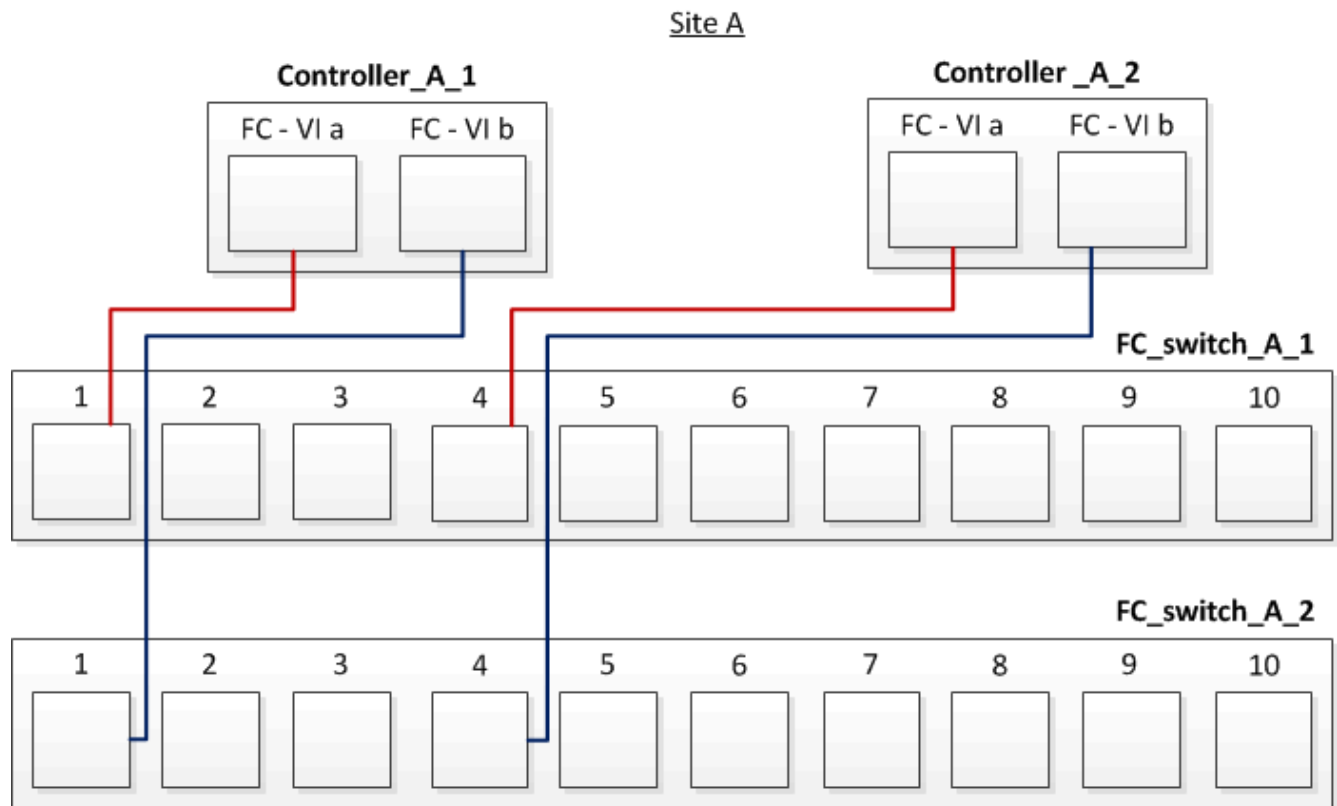 Site A
Controller_A_1
Controller _A_2
FC - VI a
FC - VI b
FC - VI a
FC - VI b
FC_switch_A_1
1 2 3 4 5 6 7 8 9 10
FC_switch_A_2
1 2 3 4 5 6 7 8 9 10